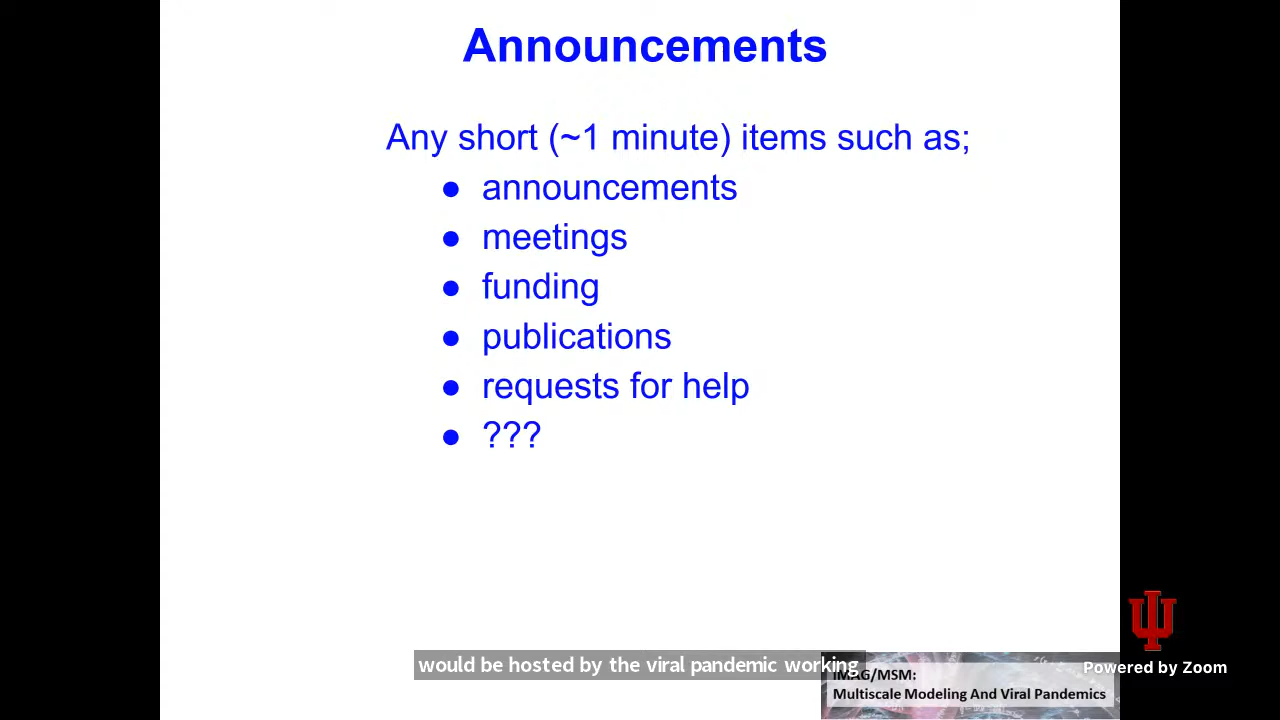 Announcements
Any short (~1 minute) items such as;
● announcements
● meetings
● funding
● publications
● requests for help
● ???
would be hosted by the viral pandemic working
IMAG/MSM:
Multiscale Modeling And Viral Pandemics
Powered by Zoom